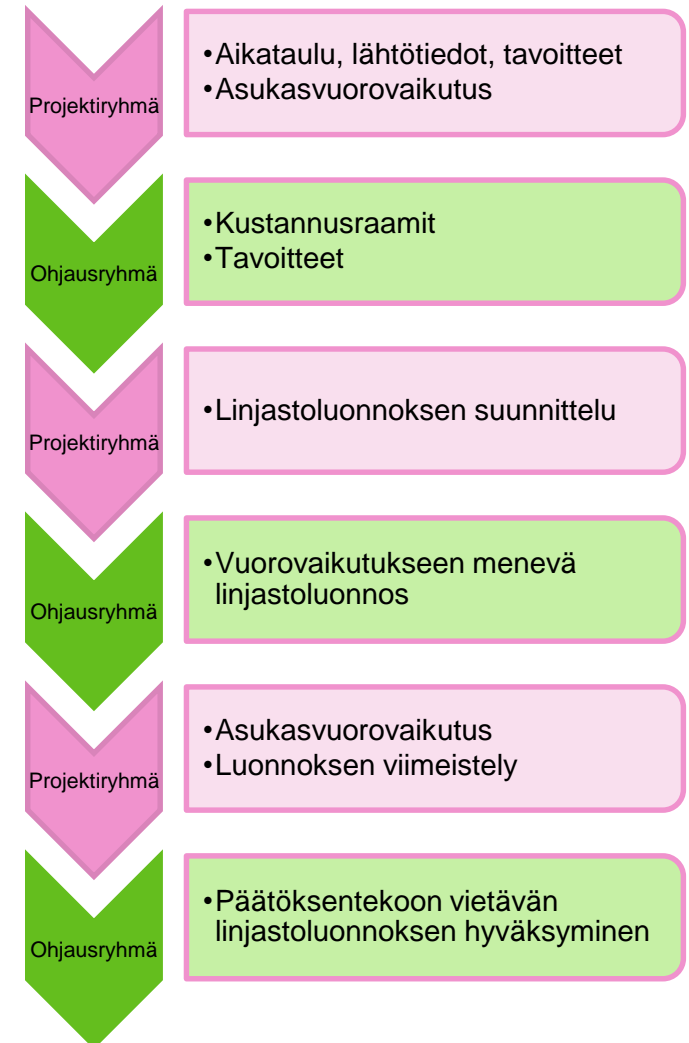 Projektiryhmä
•Aikataulu, lähtötiedot, tavoitteet
•Asukasvuorovaikutus
Ohjausryhmä
•Kustannusraamit
•Tavoitteet
Projektiryhmä
•Linjastoluonnoksen suunnittelu
Ohjausryhmä
•Vuorovaikutukseen menevä
linjastoluonnos
Projektiryhmä
•Asukasvuorovaikutus
•Luonnoksen viimeistely
Ohjausryhmä
•Päätöksentekoon vietävän
linjastoluonnoksen hyväksyminen